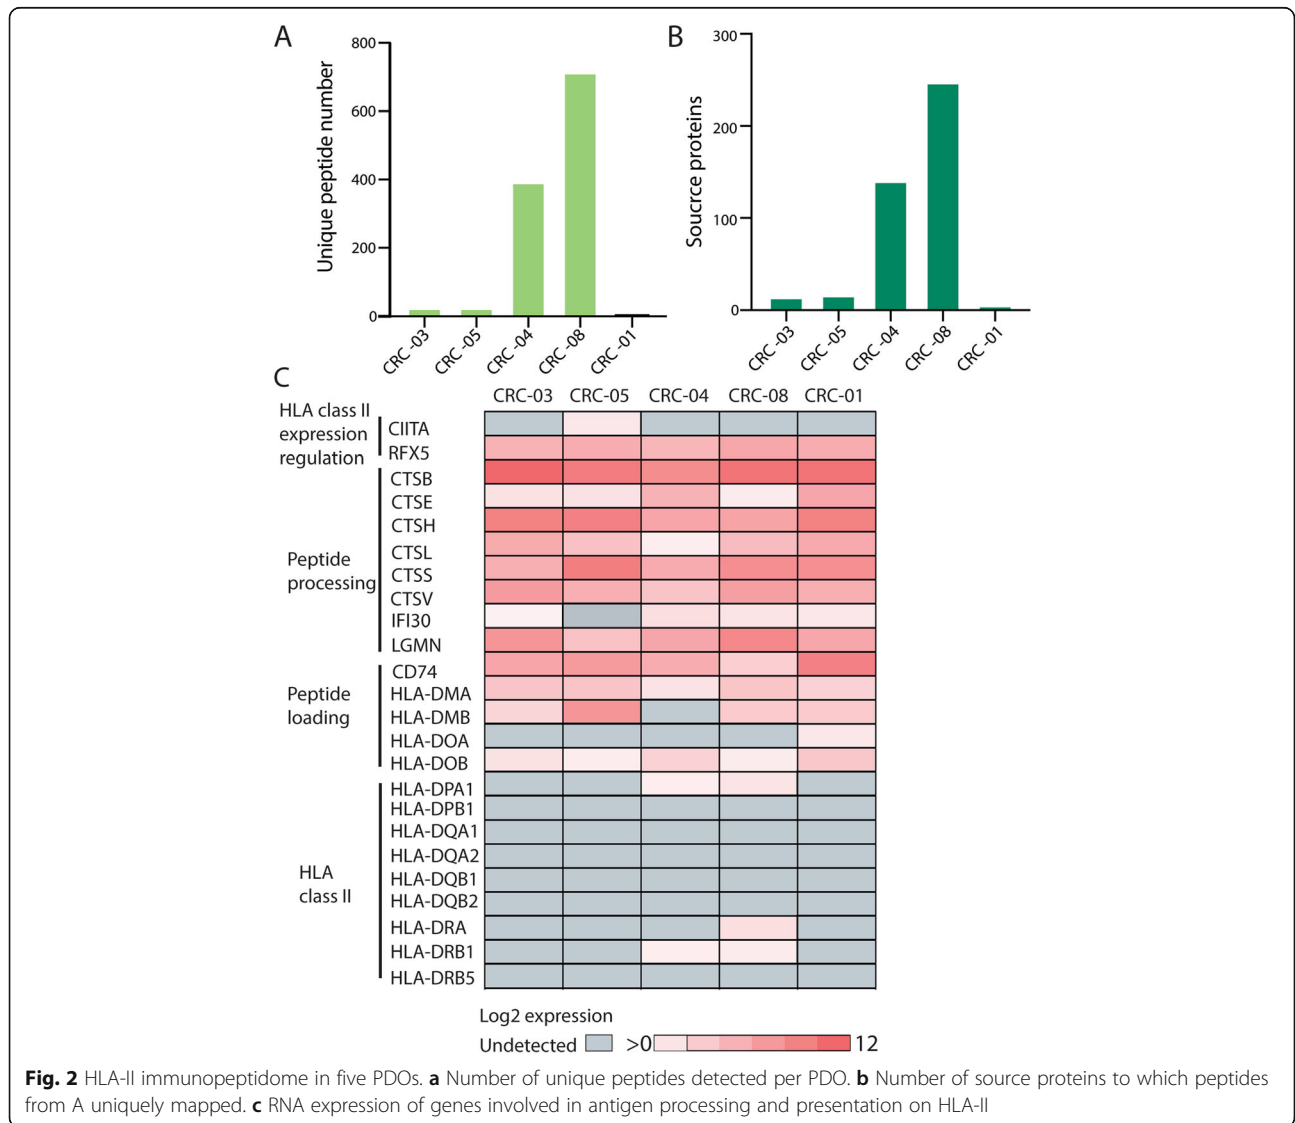 A
Unique peptide number
800
600
400
200
0
CRC -03
CRC -05
CRC -04
CRC -08
CRC -01
B
Soucrce proteins
300
200
100
0
CRC -03
CRC -05
CRC -04
CRC -08
CRC -01
C
CRC-03 CRC-05 CRC-04 CRC-08 CRC-01
HLA class II
expression
regulation
CIITA
RFX5
Peptide
processing
CTSB
CTSE
CTSH
CTSL
CTSS
CTSV
IFI30
LGMN
Peptide
loading
CD74
HLA-DMA
HLA-DMB
HLA-DOA
HLA-DOB
HLA
class II
HLA-DPA1
HLA-DPB1
HLA-DQA1
HLA-DQA2
HLA-DQB1
HLA-DQB2
HLA-DRA
HLA-DRB1
HLA-DRB5
Log2 expression
Undetected >0 12
Fig. 2 HLA-II immunopeptidome in five PDOs. a Number of unique peptides detected per PDO. b Number of source proteins to which peptides
from A uniquely mapped. c RNA expression of genes involved in antigen processing and presentation on HLA-II